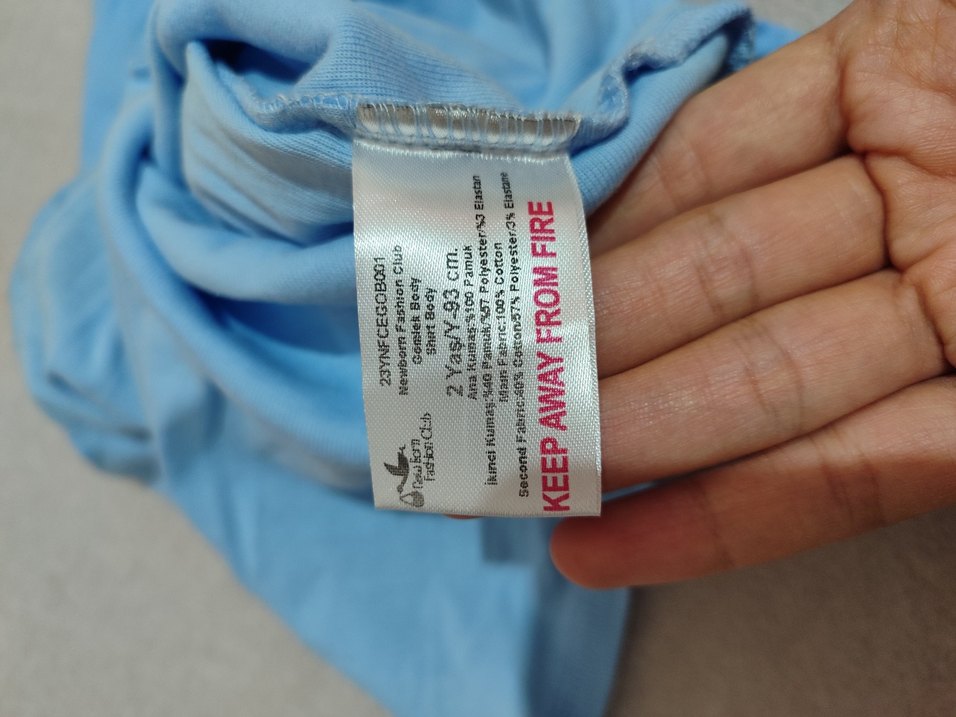 23YNFCEGOB001
Newborn Fashion Club
Gömlek Body
Shirt Body
2 Yaş/Y-93 cm.
Ana Kumaş:%100 Pamuk
İkinci Kumaş:%40 Pamuk/%57 Polyester/%3 Elastan
Main Fabric:100% Cotton
Second Fabric:40% Cotton/57% Polyester/3% Elastane
KEEP AWAY FROM FIRE
newborn
Fashion Club